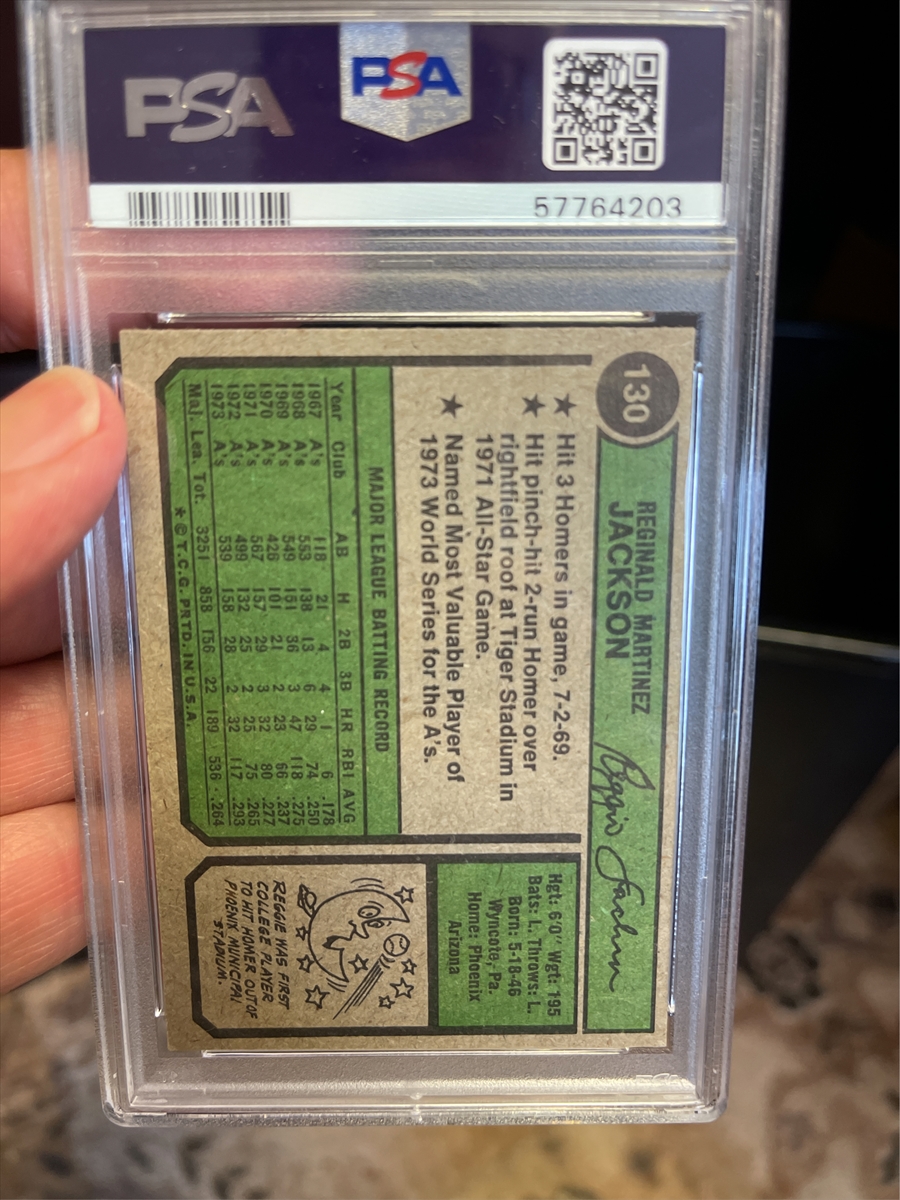 PSA
PSA
57764203
130
REGINALD MARTINEZ
JACKSON
Reggie Jackson
★ Hit 3 Homers in game, 7-2-69.
★ Hit pinch-hit 2-run Homer over
rightfield roof at Tiger Stadium in
1971 All-Star Game.
★ Named Most Valuable Player of
1973 World Series for the A's.
MAJOR LEAGUE BATTING RECORD
Year Club AB H 2B 3B HR RBI AVG
1967 A's 118 21 4 4 1 6 .178
1968 A's 553 138 13 6 29 74 .250
1969 A's 549 151 36 3 47 118 .275
1970 A's 426 101 21 2 23 66 .237
1971 A's 567 157 29 3 32 80 .277
1972 A's 499 132 25 2 25 75 .265
1973 A's 539 158 28 2 32 117 .293
Maj. Lea. Tot. 3251 858 156 22 189 536 .264
★ © T.C.G. PRTD. IN U.S.A.
Hgt: 6'0" Wgt: 195
Bats: L. Throws: L.
Born: 5-18-46
Wyncote, Pa.
Home: Phoenix
Arizona
REGGIE WAS FIRST
COLLEGE PLAYER
TO HIT HOMER OUT OF
PHOENIX MUNICIPAL
STADIUM.